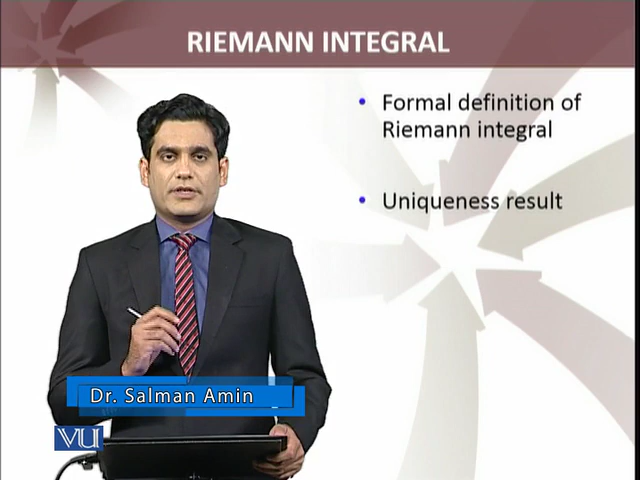 RIEMANN INTEGRAL
• Formal definition of
Riemann integral
• Uniqueness result
Dr. Salman Amin
VU